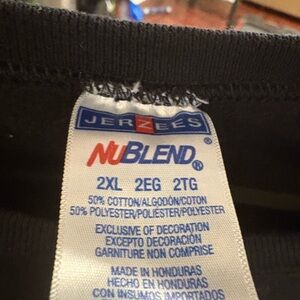 JERZEES
NUBLEND®
2XL 2EG 2TG
50% COTTON/ALGODÓN/COTON
50% POLYESTER/POLIÉSTER/POLYESTER
EXCLUSIVE OF DECORATION
EXCEPTO DECORACIÓN
GARNITURE NON COMPRISE
MADE IN HONDURAS
HECHO EN HONDURAS
CON INSUMOS IMPORTADOS